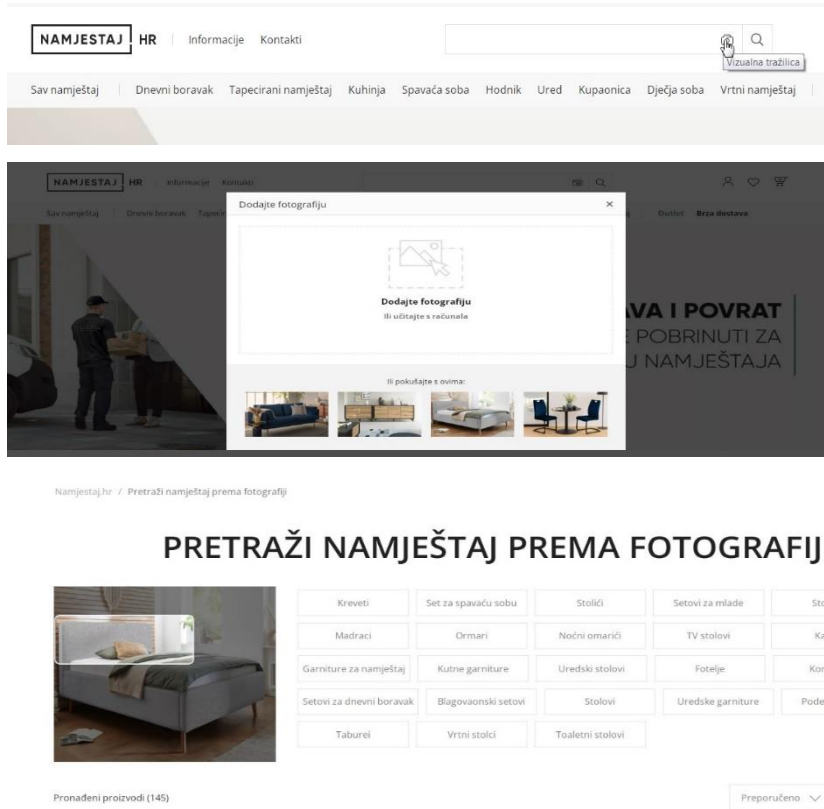 NAMJESTAJ HR Informacije Kontakti
Vizualna tražilica
Sav namještaj Dnevni boravak Tapecirani namještaj Kuhinja Spavaća soba Hodnik Ured Kupaonica Dječja soba Vrtni namještaj
NAMJESTAJ HR Informacije Kontakti
Sav namještaj Dnevni boravak Outlet Brza dostava
Dodajte fotografiju
Dodajte fotografiju
Ili učitajte s računala
Ili pokušajte s ovima:
VA I POVRAT
POBRINUTI ZA
U NAMJEŠTAJA
Namjestaj.hr / Pretraži namještaj prema fotografiji
PRETRAŽI NAMJEŠTAJ PREMA FOTOGRAFIJ
Kreveti Set za spavaću sobu Stolići Setovi za mlade
Madraci Ormari Noćni omarići TV stolovi
Garniture za namještaj Kutne garniture Uredski stolovi Fotelje
Setovi za dnevni boravak Blagovaonski setovi Stolovi Uredske garniture
Taburei Vrtni stolci Toaletni stolovi
Pronađeni proizvodi (145) Preporučeno